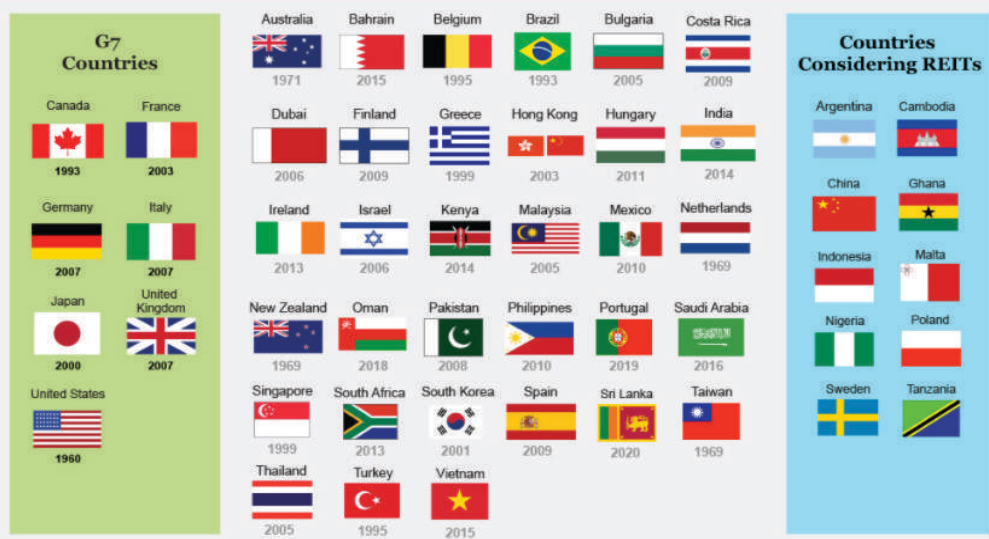 G7
Countries
Canada France
1993 2003
Germany Italy
2007 2007
Japan United
Kingdom
2000 2007
United States
1960
Australia Bahrain Belgium Brazil Bulgaria Costa Rica
1971 2015 1995 1993 2005 2009
Dubai Finland Greece Hong Kong Hungary India
2006 2009 1999 2003 2011 2014
Ireland Israel Kenya Malaysia Mexico Netherlands
2013 2006 2014 2005 2010 1969
New Zealand Oman Pakistan Philippines Portugal Saudi Arabia
1969 2018 2008 2010 2019 2016
Singapore South Africa South Korea Spain Sri Lanka Taiwan
1999 2013 2001 2009 2020 1969
Thailand Turkey Vietnam
2005 1995 2015
Countries
Considering REITs
Argentina Cambodia
China Ghana
Indonesia Malta
Nigeria Poland
Sweden Tanzania